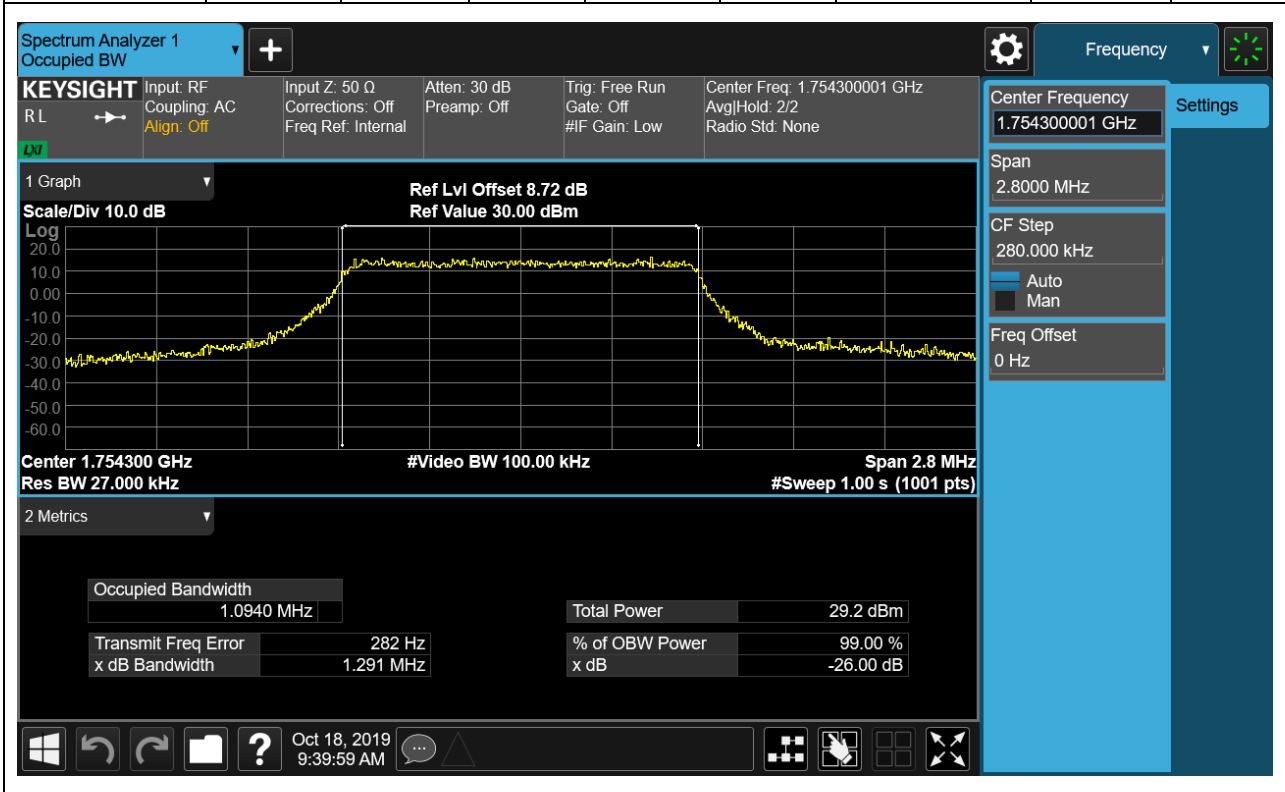 Spectrum Analyzer 1
Occupied BW
Frequency
KEYSIGHT
R L
LXI
Input: RF
Coupling: AC
Align: Off
Input Z: 50 Ω
Corrections: Off
Freq Ref: Internal
Atten: 30 dB
Preamp: Off
Trig: Free Run
Gate: Off
#IF Gain: Low
Center Freq: 1.754300001 GHz
Avg|Hold: 2/2
Radio Std: None
Center Frequency
1.754300001 GHz
Settings
Span
2.8000 MHz
CF Step
280.000 kHz
Auto
Man
Freq Offset
0 Hz
1 Graph
Scale/Div 10.0 dB
Ref Lvl Offset 8.72 dB
Ref Value 30.00 dBm
Log
20.0
10.0
0.00
-10.0
-20.0
-30.0
-40.0
-50.0
-60.0
Center 1.754300 GHz
#Video BW 100.00 kHz
Span 2.8 MHz
Res BW 27.000 kHz
#Sweep 1.00 s (1001 pts)
2 Metrics
Occupied Bandwidth
1.0940 MHz
Total Power 29.2 dBm
Transmit Freq Error 282 Hz
% of OBW Power 99.00 %
x dB Bandwidth 1.291 MHz
x dB -26.00 dB
?
Oct 18, 2019
9:39:59 AM